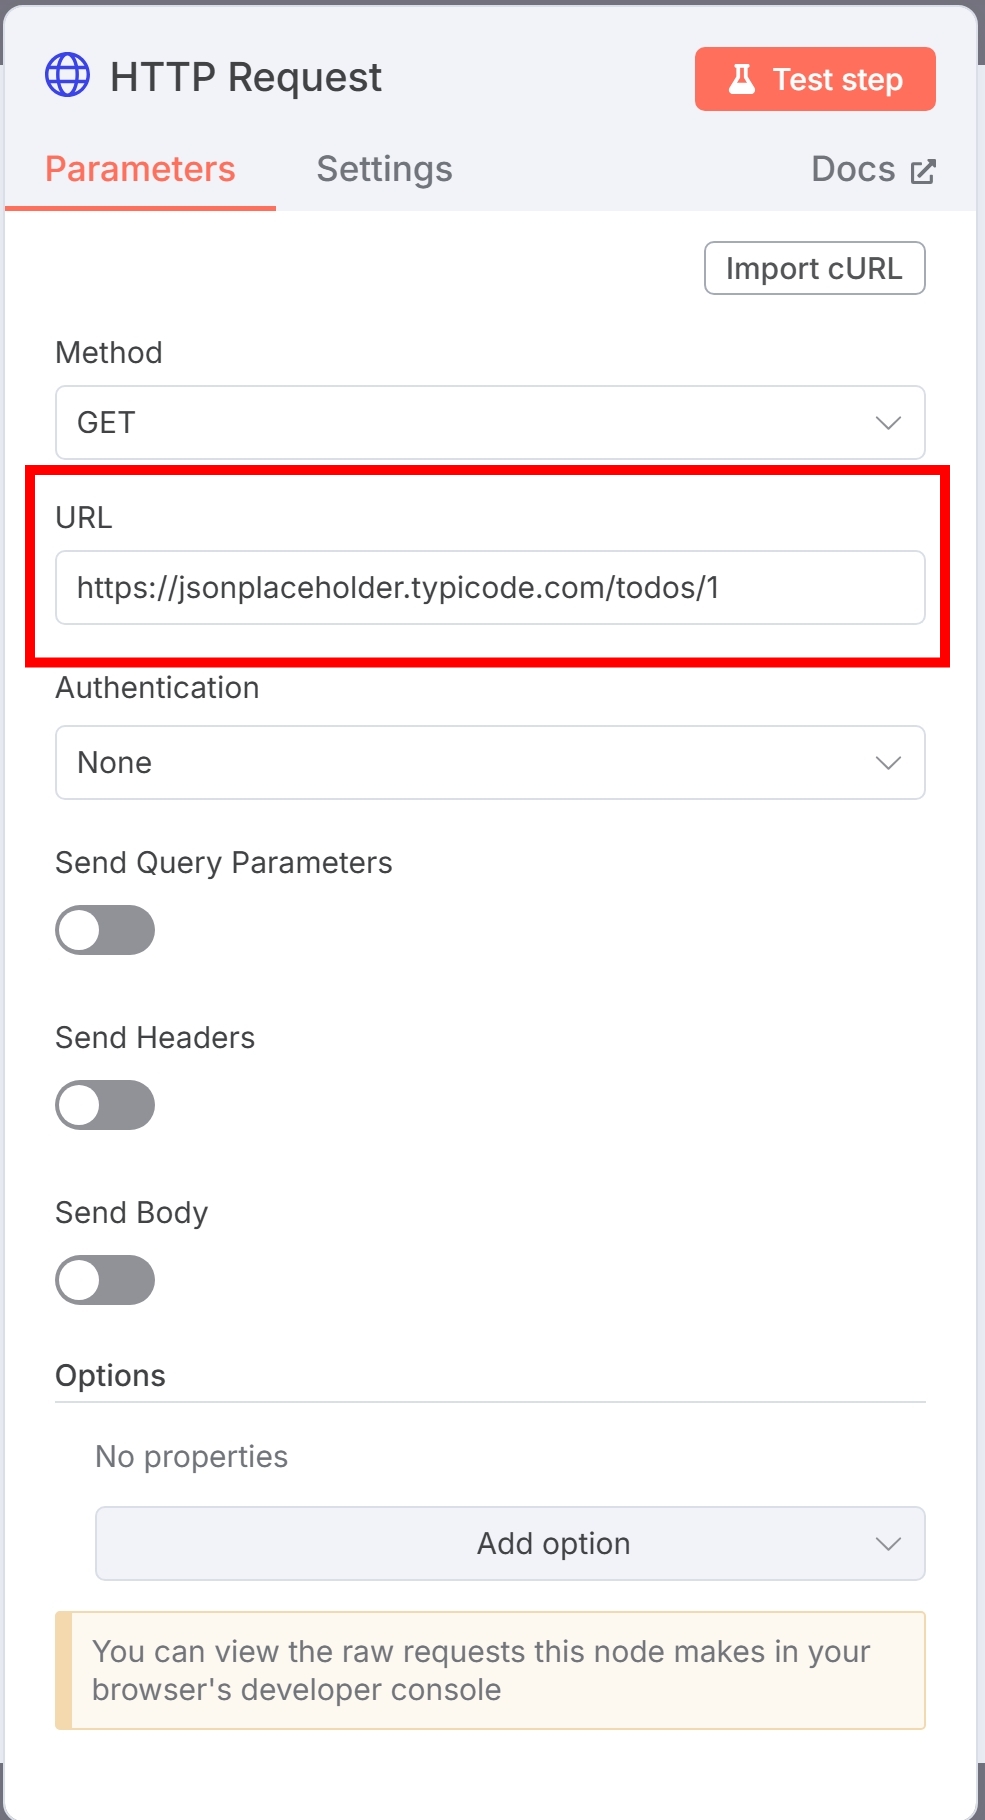 HTTP Request
Test step
Parameters
Settings
Docs
Import cURL
Method
GET
URL
https://jsonplaceholder.typicode.com/todos/1
Authentication
None
Send Query Parameters
Send Headers
Send Body
Options
No properties
Add option
You can view the raw requests this node makes in your
browser's developer console